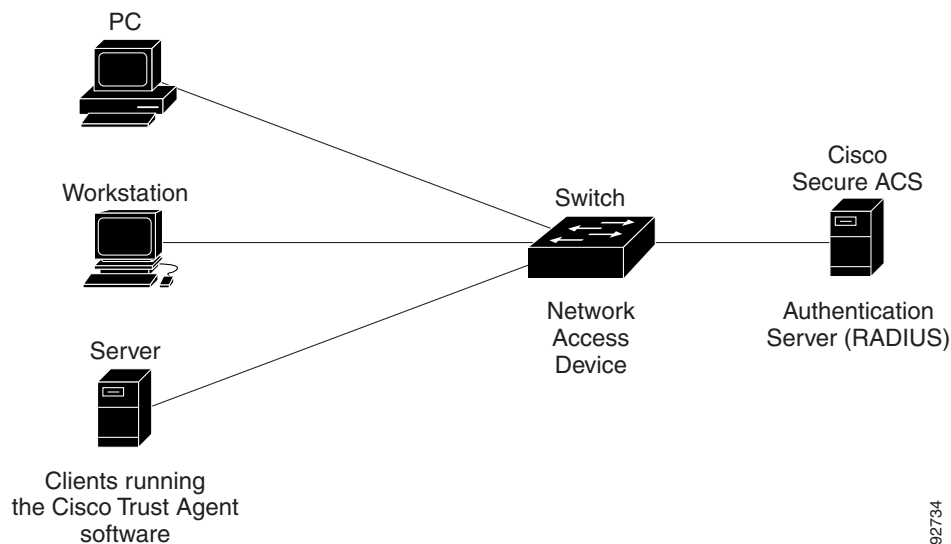 PC
Workstation
Server
Clients running
the Cisco Trust Agent
software
Switch
Network
Access
Device
Cisco
Secure ACS
Authentication
Server (RADIUS)
92734